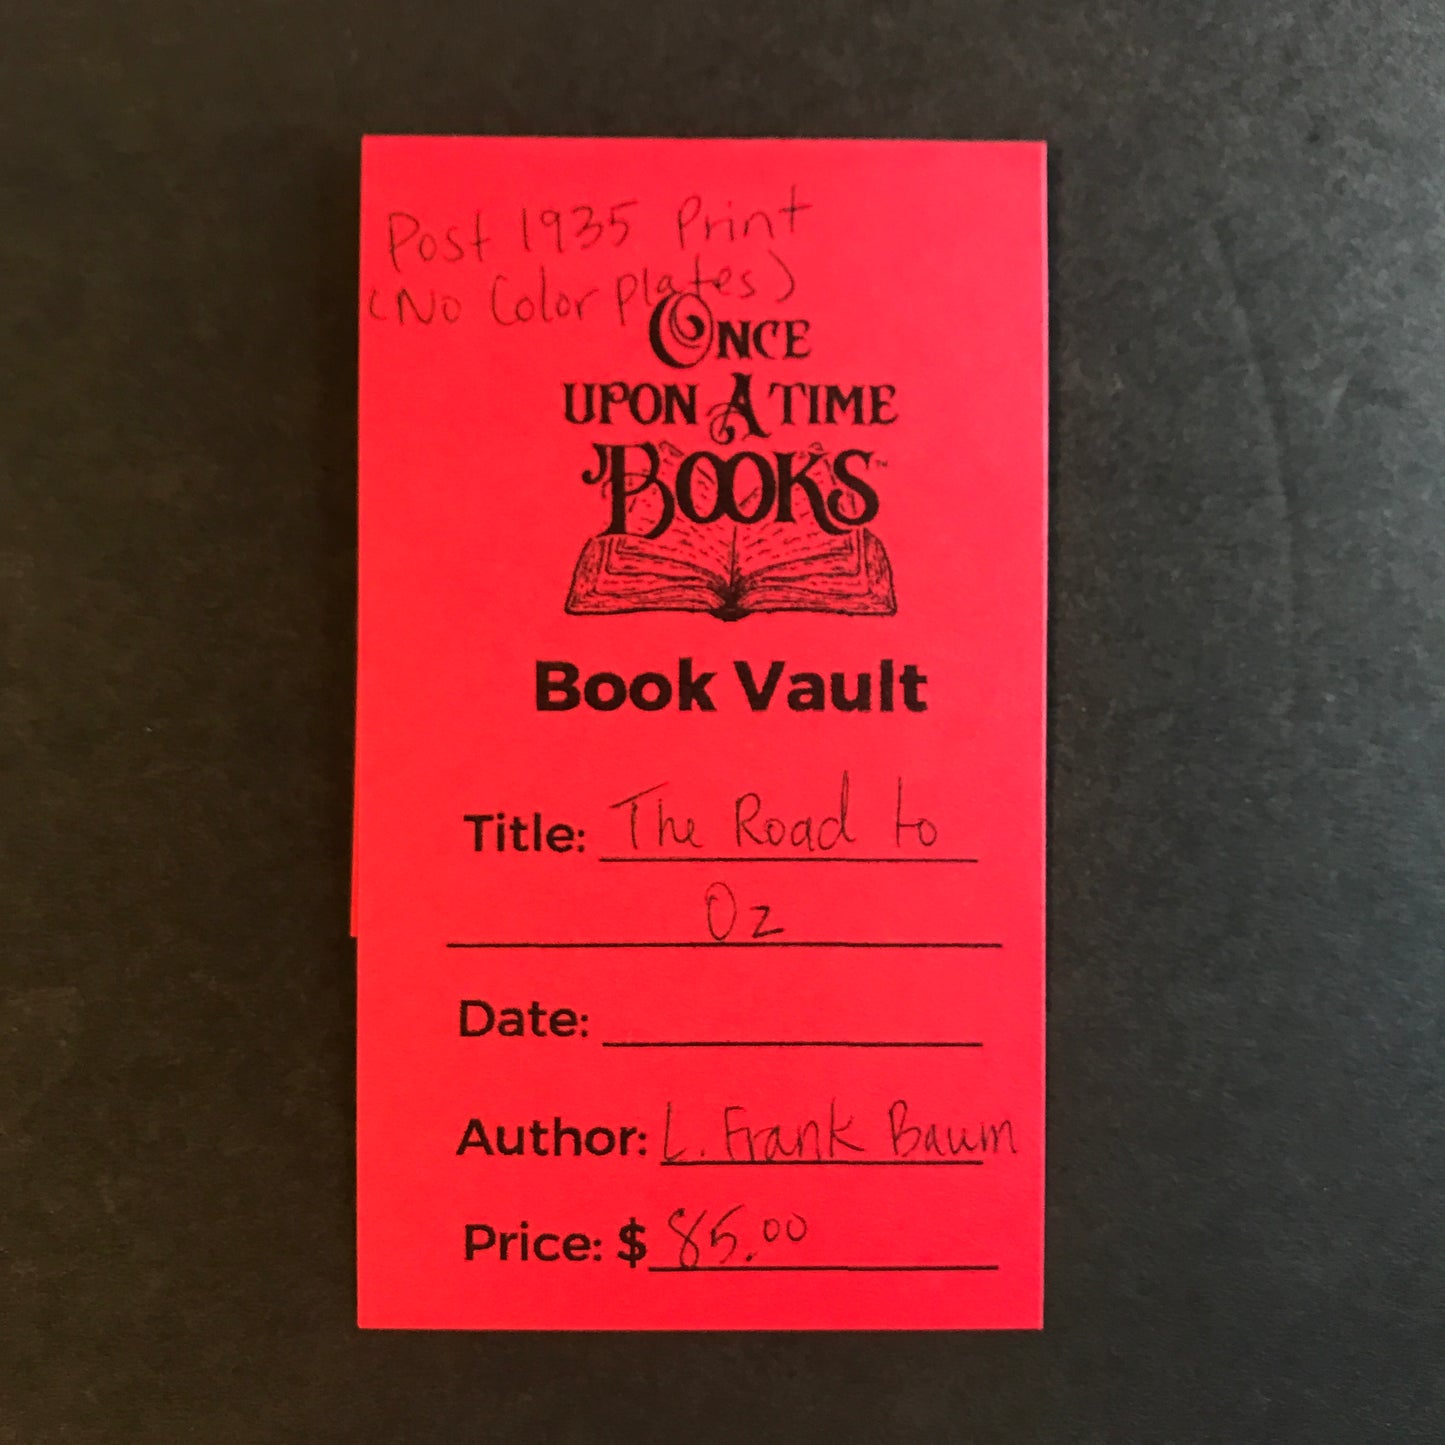 Post 1935 Print
(No Color plates)
ONCE
UPON A TIME
BOOKS™
Book Vault
Title: The Road to
Oz
Date:
Author: L. Frank Baum
Price: $ 85.00